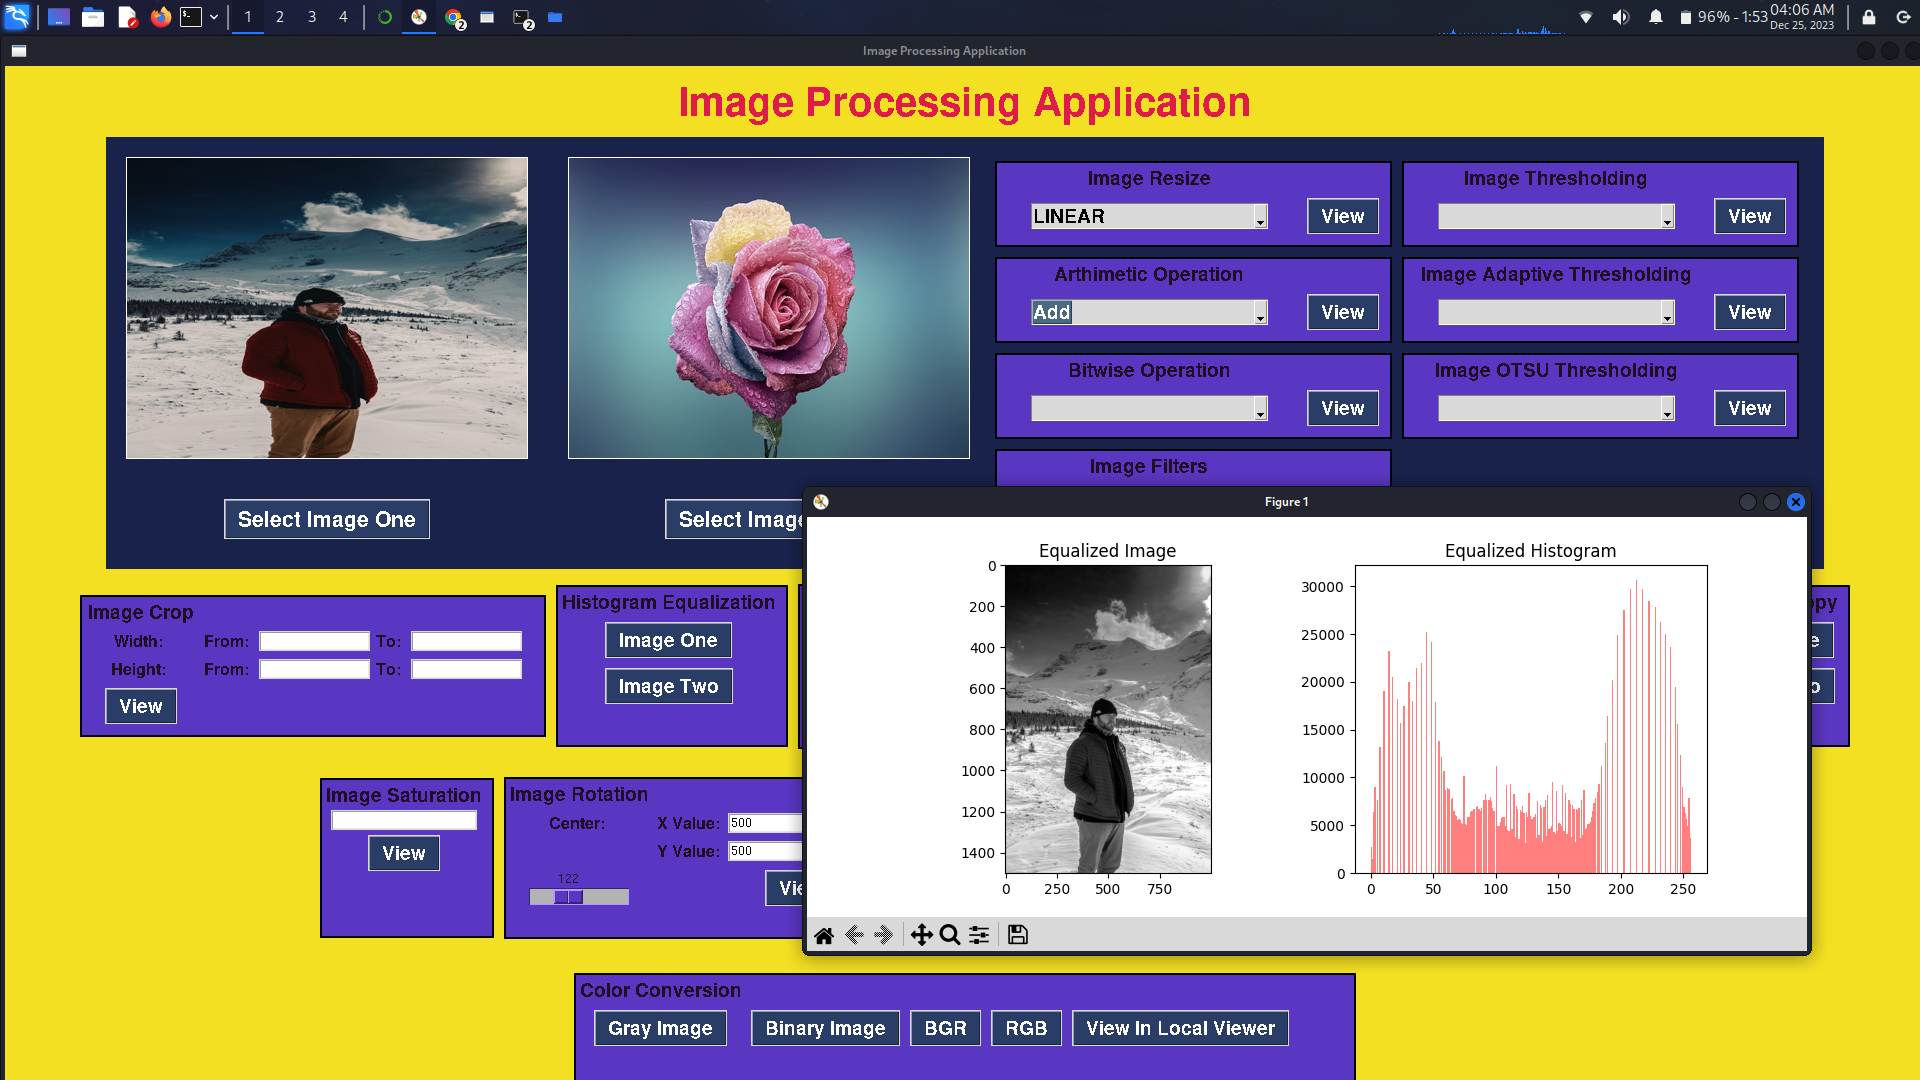 1 2 3 4
2 2
96% - 1:53 04:06 AM
Dec 25, 2023
Image Processing Application
Image Processing Application
Image Resize
LINEAR View
Image Thresholding
View
Arthimetic Operation
Add View
Image Adaptive Thresholding
View
Bitwise Operation
View
Image OTSU Thresholding
View
Image Filters
Select Image One
Select Image
Image Crop
Width: From: To:
Height: From: To:
View
Histogram Equalization
Image One
Image Two
Image Saturation
View
Image Rotation
Center: X Value: 500
Y Value: 500
122
Figure 1
Equalized Image
0
200
400
600
800
1000
1200
1400
0 250 500 750
Equalized Histogram
30000
25000
20000
15000
10000
5000
0
0 50 100 150 200 250
Color Conversion
Gray Image Binary Image BGR RGB View In Local Viewer